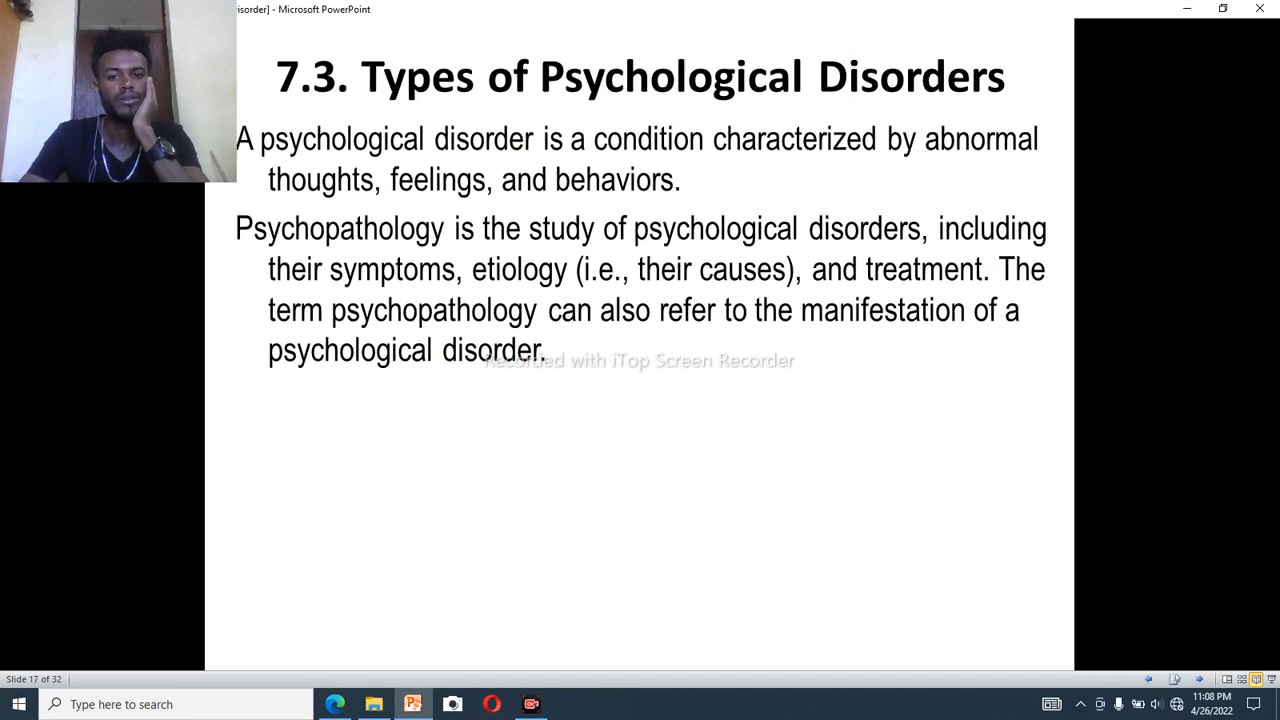 isorder] - Microsoft PowerPoint
7.3. Types of Psychological Disorders
A psychological disorder is a condition characterized by abnormal
thoughts, feelings, and behaviors.
Psychopathology is the study of psychological disorders, including
their symptoms, etiology (i.e., their causes), and treatment. The
term psychopathology can also refer to the manifestation of a
psychological disorder.
Recorded with iTop Screen Recorder
Slide 17 of 32
Type here to search
11:08 PM
4/26/2022